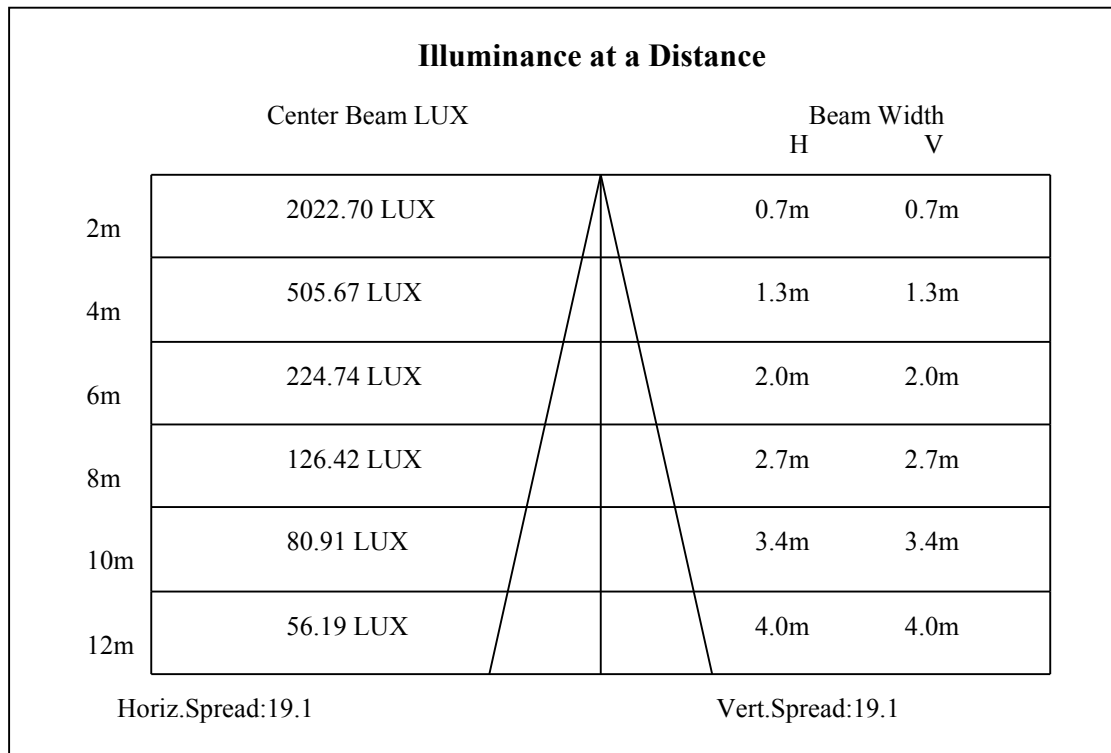 Illuminance at a Distance
Center Beam LUX Beam Width
H V
2022.70 LUX 0.7m 0.7m
2m
505.67 LUX 1.3m 1.3m
4m
224.74 LUX 2.0m 2.0m
6m
126.42 LUX 2.7m 2.7m
8m
80.91 LUX 3.4m 3.4m
10m
56.19 LUX 4.0m 4.0m
12m
Horiz.Spread:19.1 Vert.Spread:19.1